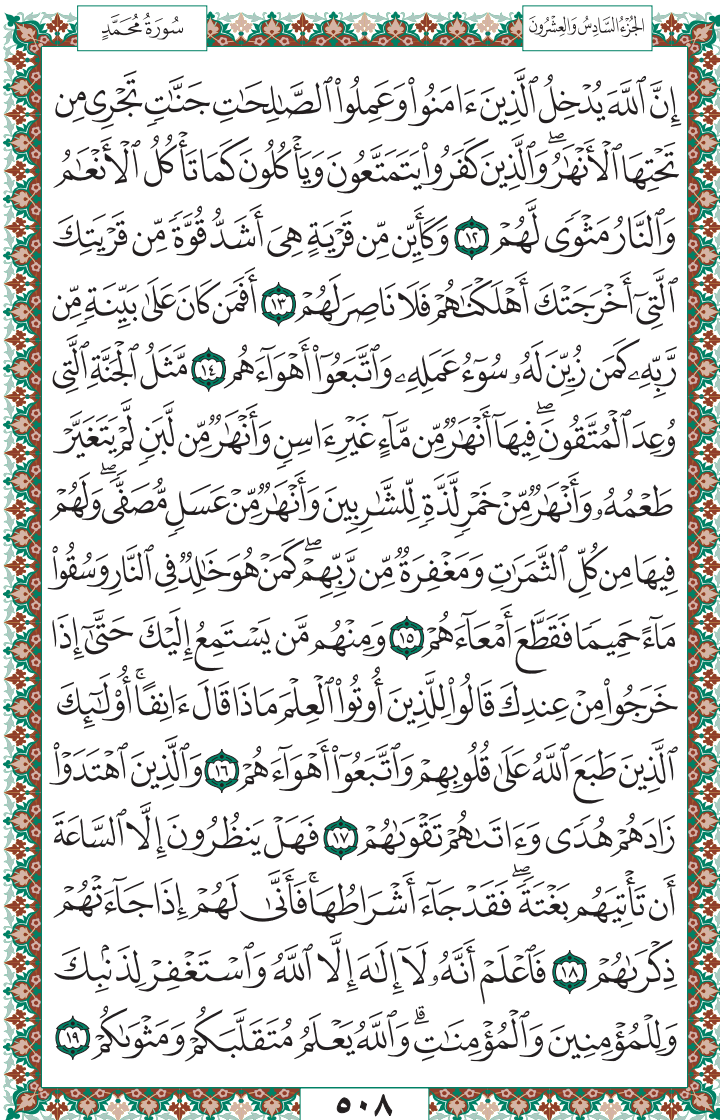 الجزء السادس والعشرون
سورة محمد
إِنَّ ٱللَّهَ يُدْخِلُ ٱلَّذِينَ ءَامَنُوا۟ وَعَمِلُوا۟ ٱلصَّٰلِحَٰتِ جَنَّٰتٍ تَجْرِى مِن
تَحْتِهَا ٱلْأَنْهَٰرُ ۖ وَٱلَّذِينَ كَفَرُوا۟ يَتَمَتَّعُونَ وَيَأْكُلُونَ كَمَا تَأْكُلُ ٱلْأَنْعَٰمُ
وَٱلنَّارُ مَثْوًى لَّهُمْ ١٢ وَكَأَيِّن مِّن قَرْيَةٍ هِىَ أَشَدُّ قُوَّةً مِّن قَرْيَتِكَ
ٱلَّتِىٓ أَخْرَجَتْكَ أَهْلَكْنَٰهُمْ فَلَا نَاصِرَ لَهُمْ ١٣ أَفَمَن كَانَ عَلَىٰ بَيِّنَةٍ مِّن
رَّبِّهِۦ كَمَن زُيِّنَ لَهُۥ سُوٓءُ عَمَلِهِۦ وَٱتَّبَعُوٓا۟ أَهْوَآءَهُم ١٤ مَّثَلُ ٱلْجَنَّةِ ٱلَّتِى
وُعِدَ ٱلْمُتَّقُونَ ۖ فِيهَآ أَنْهَٰرٌ مِّن مَّآءٍ غَيْرِ ءَاسِنٍ وَأَنْهَٰرٌ مِّن لَّبَنٍ لَّمْ يَتَغَيَّرْ
طَعْمُهُۥ وَأَنْهَٰرٌ مِّنْ خَمْرٍ لَّذَّةٍ لِّلشَّٰرِبِينَ وَأَنْهَٰرٌ مِّنْ عَسَلٍ مُّصَفًّى ۖ وَلَهُمْ
فِيهَا مِن كُلِّ ٱلثَّمَرَٰتِ وَمَغْفِرَةٌ مِّن رَّبِّهِمْ ۖ كَمَنْ هُوَ خَٰلِدٌ فِى ٱلنَّارِ وَسُقُوا۟
مَآءً حَمِيمًا فَقَطَّعَ أَمْعَآءَهُمْ ١٥ وَمِنْهُم مَّن يَسْتَمِعُ إِلَيْكَ حَتَّىٰٓ إِذَا
خَرَجُوا۟ مِنْ عِندِكَ قَالُوا۟ لِلَّذِينَ أُوتُوا۟ ٱلْعِلْمَ مَاذَا قَالَ ءَانِفًا ۚ أُو۟لَٰٓئِكَ
ٱلَّذِينَ طَبَعَ ٱللَّهُ عَلَىٰ قُلُوبِهِمْ وَٱتَّبَعُوٓا۟ أَهْوَآءَهُمْ ١٦ وَٱلَّذِينَ ٱهْتَدَوْا۟
زَادَهُمْ هُدًى وَءَاتَىٰهُمْ تَقْوَىٰهُمْ ١٧ فَهَلْ يَنظُرُونَ إِلَّا ٱلسَّاعَةَ
أَن تَأْتِيَهُم بَغْتَةً ۖ فَقَدْ جَآءَ أَشْرَاطُهَا ۚ فَأَنَّىٰ لَهُمْ إِذَا جَآءَتْهُمْ
ذِكْرَىٰهُمْ ١٨ فَٱعْلَمْ أَنَّهُۥ لَآ إِلَٰهَ إِلَّا ٱللَّهُ وَٱسْتَغْفِرْ لِذَنۢبِكَ
وَلِلْمُؤْمِنِينَ وَٱلْمُؤْمِنَٰتِ ۗ وَٱللَّهُ يَعْلَمُ مُتَقَلَّبَكُمْ وَمَثْوَىٰكُمْ ١٩
٥٠٨